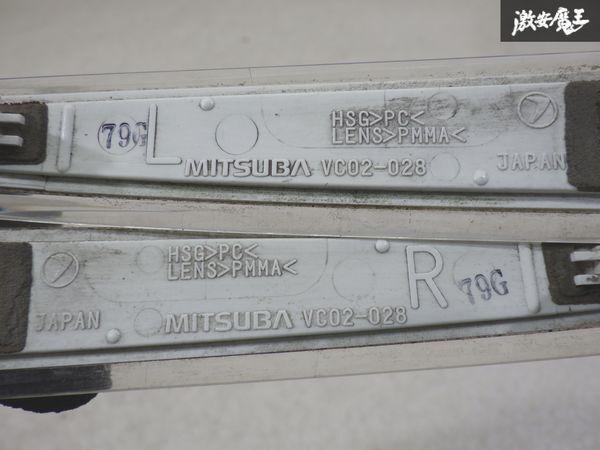 激安魔王
79G L
HSG>PC<
LENS>PMMA<
MITSUBA VC02-028
JAPAN
HSG>PC<
LENS>PMMA<
R 79G
JAPAN
MITSUBA VC02-028